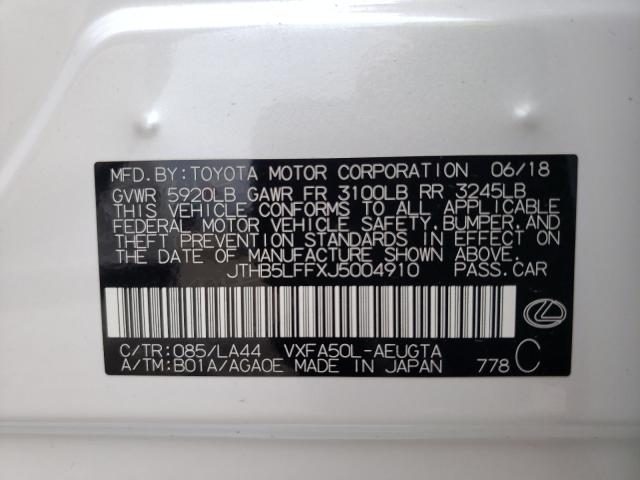 MFD.BY:TOYOTA MOTOR CORPORATION 06/18
GVWR 5920LB GAWR FR 3100LB RR 3245LB
THIS VEHICLE CONFORMS TO ALL APPLICABLE
FEDERAL MOTOR VEHICLE SAFETY,BUMPER,AND
THEFT PREVENTION STANDARDS IN EFFECT ON
THE DATE OF MANUFACTURE SHOWN ABOVE.
JTHB5LFFXJ5004910 PASS.CAR
C/TR:085/LA44 VXFA50L-AEUGTA
A/TM:B01A/AGA0E MADE IN JAPAN 778 C